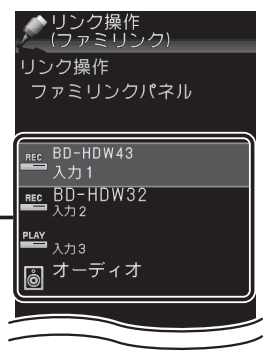 リンク操作
(ファミリンク)
リンク操作
ファミリンクパネル
REC BD-HDW43
入力1
REC BD-HDW32
入力2
PLAY
入力3
オーディオ